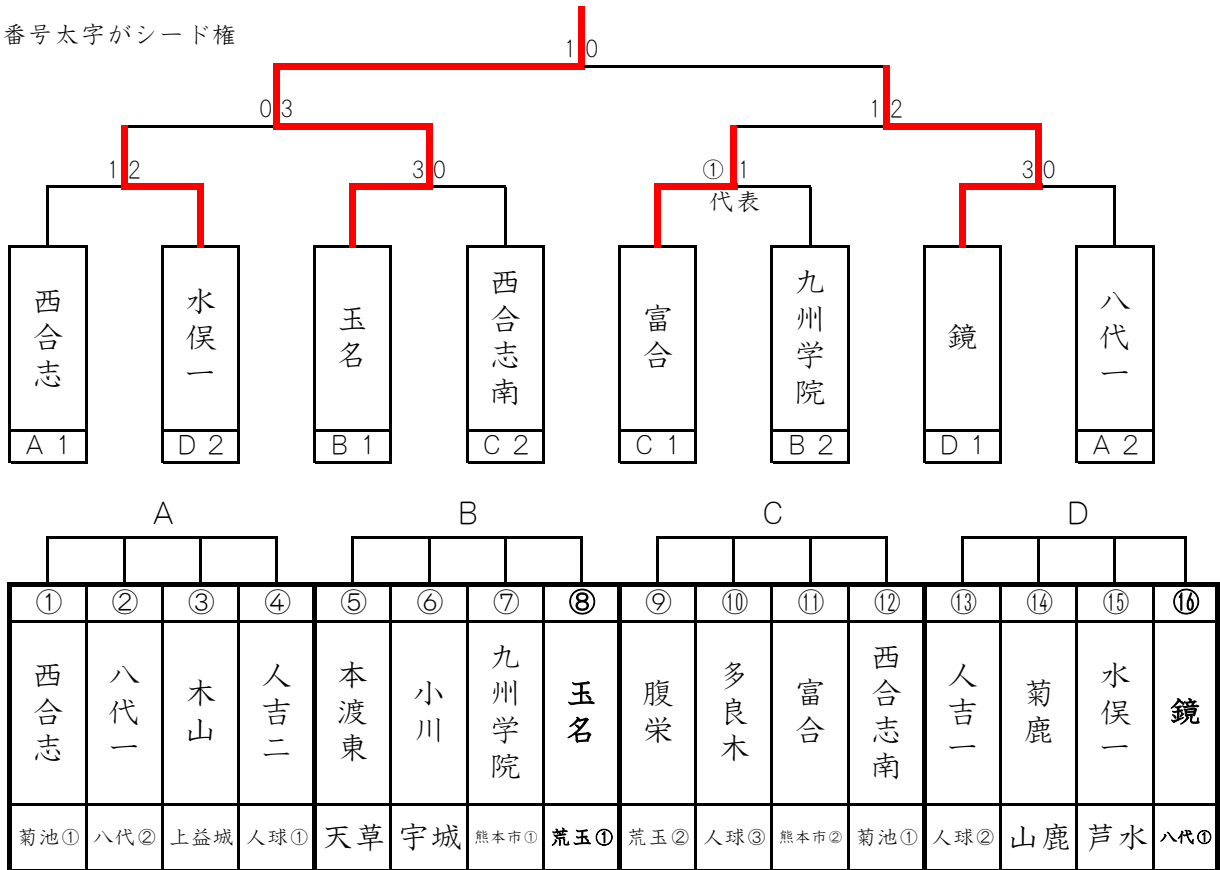 番号太字がシード権
1 0
0 3
1 2
1 2
3 0
① 1
3 0
代表
西合志
水俣一
玉名
西合志南
富合
九州学院
鏡
八代一
A 1
D 2
B 1
C 2
C 1
B 2
D 1
A 2
A
B
C
D
① ② ③ ④ ⑤ ⑥ ⑦ ⑧ ⑨ ⑩ ⑪ ⑫ ⑬ ⑭ ⑮ ⑯
西合志
八代一
木山
人吉二
本渡東
小川
九州学院
玉名
腹栄
多良木
富合
西合志南
人吉一
菊鹿
水俣一
鏡
菊池① 八代② 上益城 人球① 天草 宇城 熊本市① 荒玉① 荒玉② 人球③ 熊本市② 菊池① 人球② 山鹿 芦水 八代①